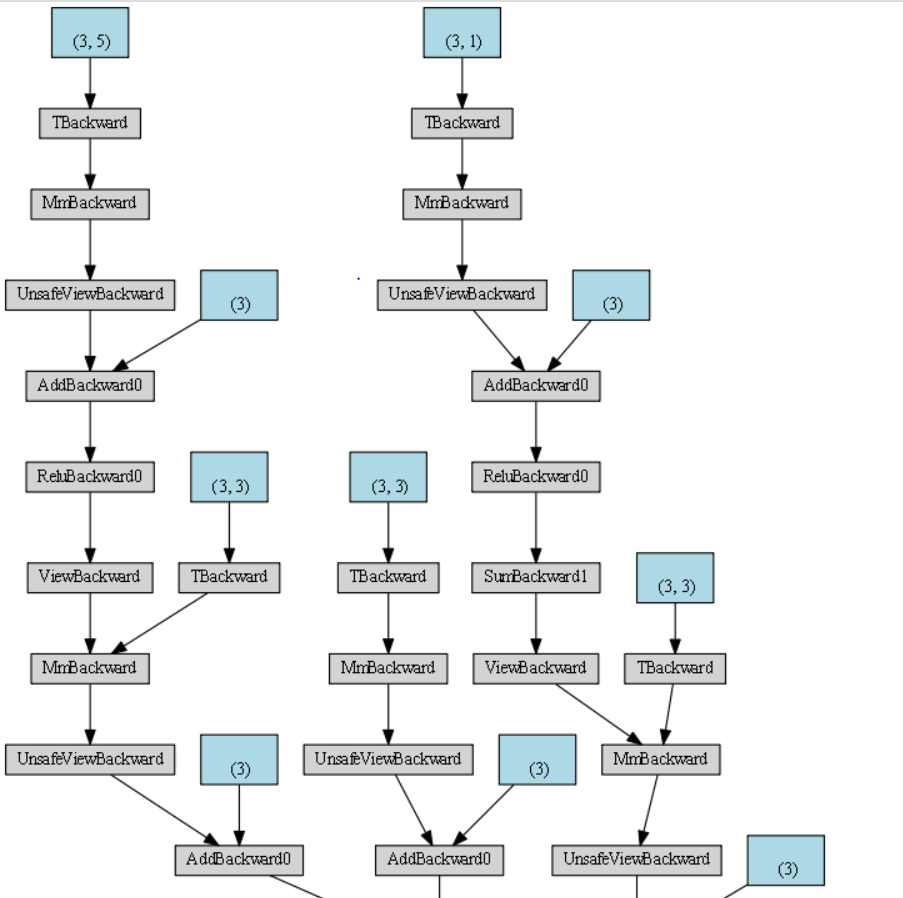 (3, 5)
(3, 1)
TBackward
TBackward
MmBackward
MmBackward
UnsafeViewBackward
(3)
UnsafeViewBackward
(3)
AddBackward0
AddBackward0
ReluBackward0
(3, 3)
(3, 3)
ReluBackward0
ViewBackward
TBackward
TBackward
SumBackward1
(3, 3)
MmBackward
MmBackward
ViewBackward
TBackward
UnsafeViewBackward
(3)
UnsafeViewBackward
(3)
MmBackward
AddBackward0
AddBackward0
UnsafeViewBackward
(3)